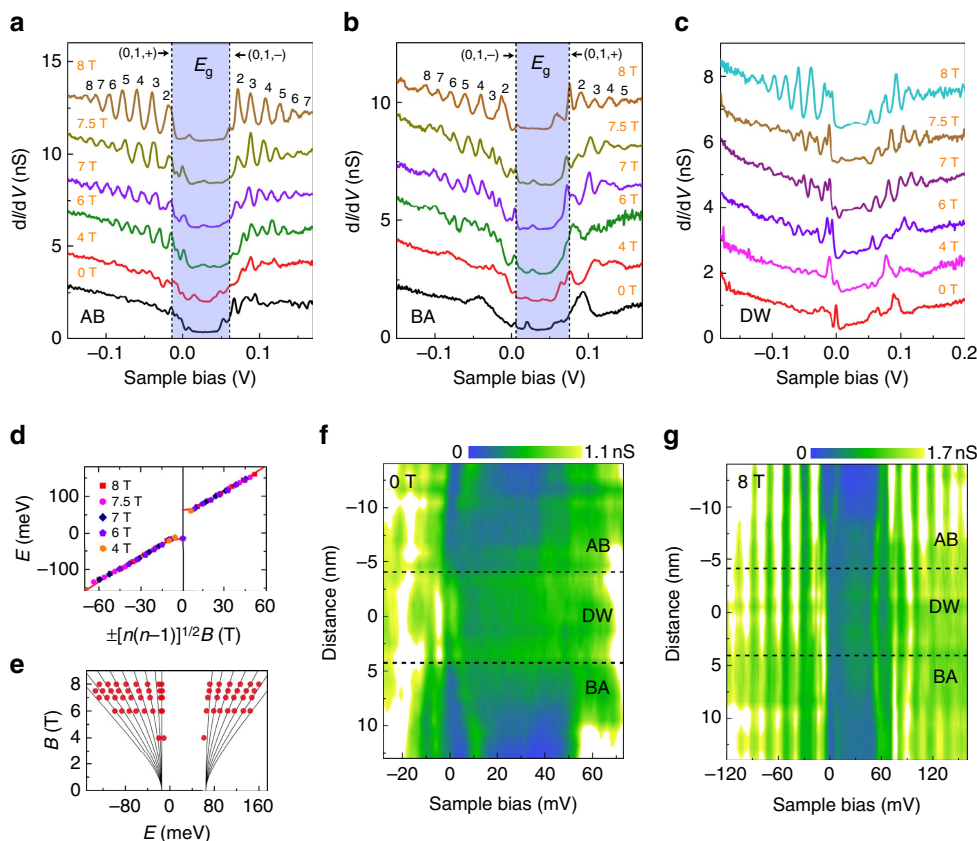 a
(0,1,+) E_g (0,1,−)
15
10
5
0
dI/dV (nS)
8 T
7.5 T
7 T
6 T
4 T
0 T
8 7 6 5 4 3 2
2 3 4 5 6 7
AB
−0.1 0.0 0.1
Sample bias (V)
b
(0,1,−) E_g (0,1,+)
10
5
0
dI/dV (nS)
8 T
7.5 T
7 T
6 T
4 T
0 T
8 7 6 5 4 3 2
2 3 4 5
BA
−0.1 0.0 0.1
Sample bias (V)
c
8
6
4
2
0
dI/dV (nS)
8 T
7.5 T
7 T
6 T
4 T
0 T
DW
−0.1 0.0 0.1 0.2
Sample bias (V)
d
100
0
−100
E (meV)
8 T
7.5 T
7 T
6 T
4 T
−60 −30 0 30 60
±[n(n−1)]^{1/2}B (T)
e
8
6
4
2
0
B (T)
−80 0 80 160
E (meV)
f
0 1.1 nS
0 T
−10
−5
0
5
10
Distance (nm)
AB
DW
BA
−20 0 20 40 60
Sample bias (mV)
g
0 1.7 nS
8 T
−10
−5
0
5
10
Distance (nm)
AB
DW
BA
−120 −60 0 60 120
Sample bias (mV)